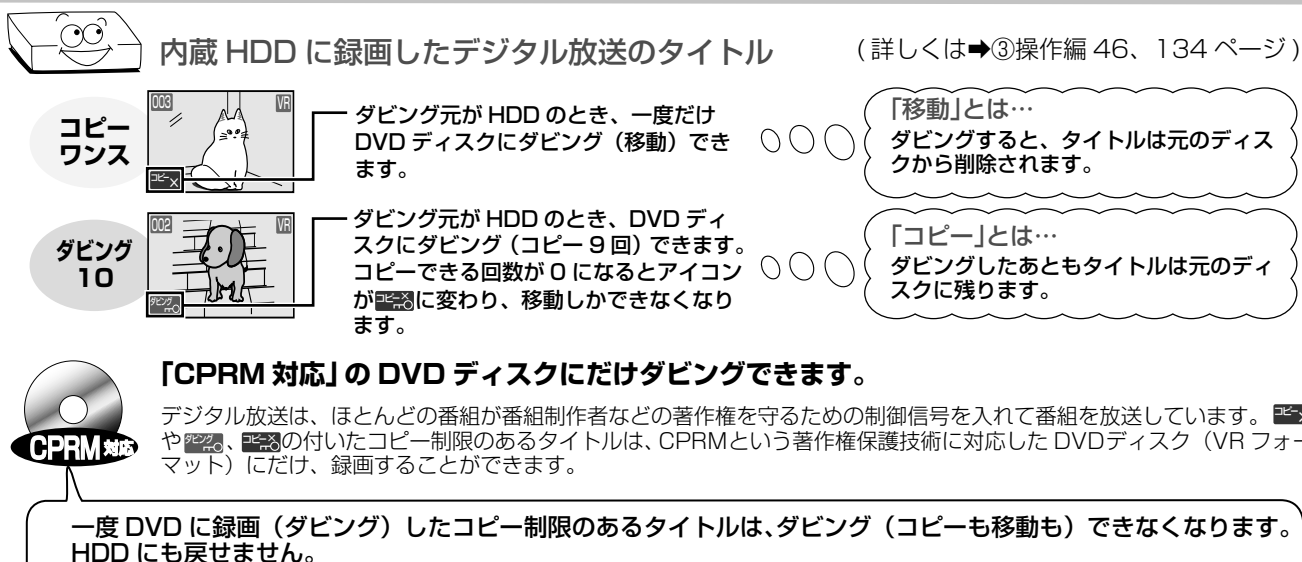 内蔵 HDD に録画したデジタル放送のタイトル
( 詳しくは➡③操作編 46、134 ページ )
コピー
ワンス
003
VR
コピー×
ダビング元が HDD のとき、一度だけ
DVD ディスクにダビング（移動）でき
ます。
「移動」とは…
ダビングすると、タイトルは元のディス
クから削除されます。
ダビング
10
002
VR
ダビング
ダビング元が HDD のとき、DVD ディ
スクにダビング（コピー 9 回）できます。
コピーできる回数が 0 になるとアイコン
がコピー×に変わり、移動しかできなくなり
ます。
「コピー」とは…
ダビングしたあともタイトルは元のディ
スクに残ります。
CPRM 対応
「CPRM 対応」の DVD ディスクにだけダビングできます。
デジタル放送は、ほとんどの番組が番組制作者などの著作権を守るための制御信号を入れて番組を放送しています。コピー×
やダビング、コピー×の付いたコピー制限のあるタイトルは、CPRMという著作権保護技術に対応した DVDディスク（VR フォー
マット）にだけ、録画することができます。
一度 DVD に録画（ダビング）したコピー制限のあるタイトルは、ダビング（コピーも移動も）できなくなります。
HDD にも戻せません。